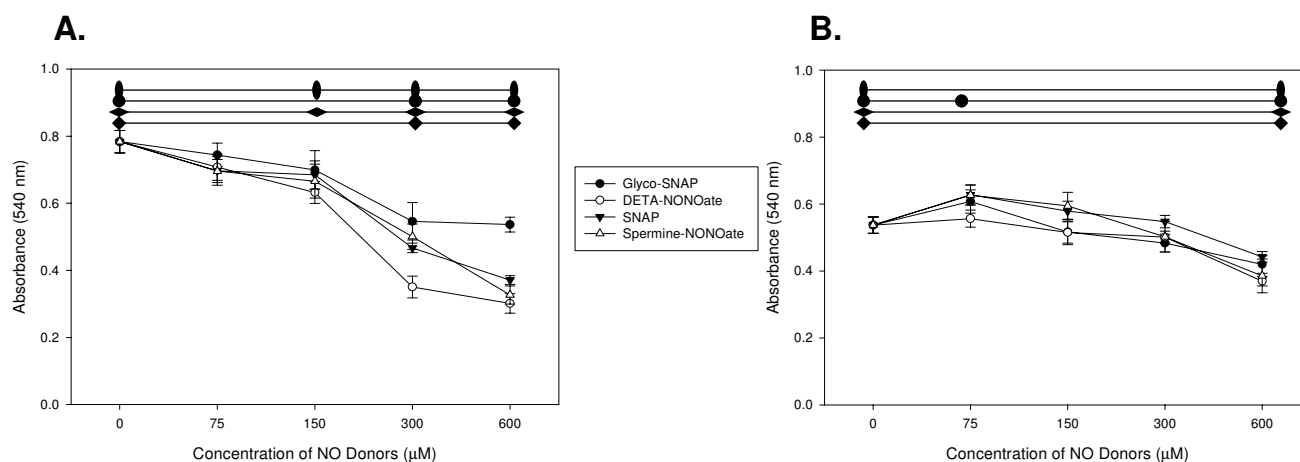 A.
1.0
0.8
0.6
0.4
0.2
0.0
Absorbance (540 nm)
0 75 150 300 600
Concentration of NO Donors (μM)
Glyco-SNAP
DETA-NONOate
SNAP
Spermine-NONOate
B.
1.0
0.8
0.6
0.4
0.2
0.0
Absorbance (540 nm)
0 75 150 300 600
Concentration of NO Donors (μM)